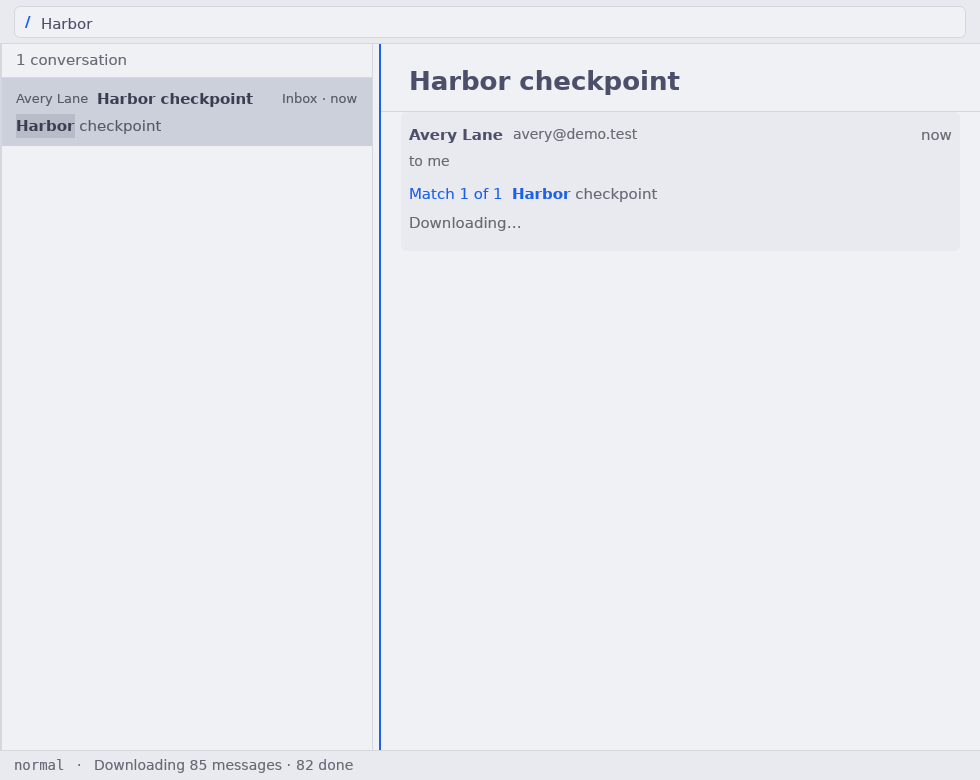 / Harbor
1 conversation
Avery Lane Harbor checkpoint Inbox · now
Harbor checkpoint
Harbor checkpoint
Avery Lane avery@demo.test now
to me
Match 1 of 1 Harbor checkpoint
Downloading…
normal · Downloading 85 messages · 82 done